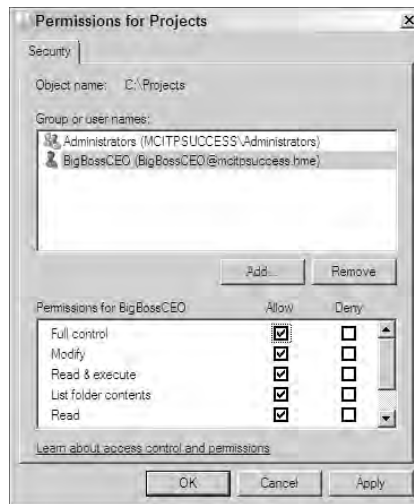 Permissions for Projects
Security
Object name: C:\Projects
Group or user names:
Administrators (MCITPSUCCESS\Administrators)
BigBossCEO (BigBossCEO@mcitpsuccess.hme)
Add...
Remove
Permissions for BigBossCEO Allow Deny
Full control
Modify
Read & execute
List folder contents
Read
Learn about access control and permissions
OK
Cancel
Apply